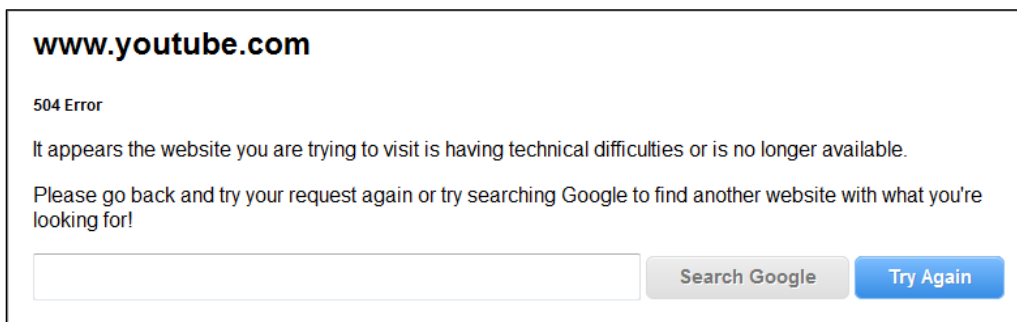 www.youtube.com
504 Error
It appears the website you are trying to visit is having technical difficulties or is no longer available.
Please go back and try your request again or try searching Google to find another website with what you're
looking for!
Search Google Try Again